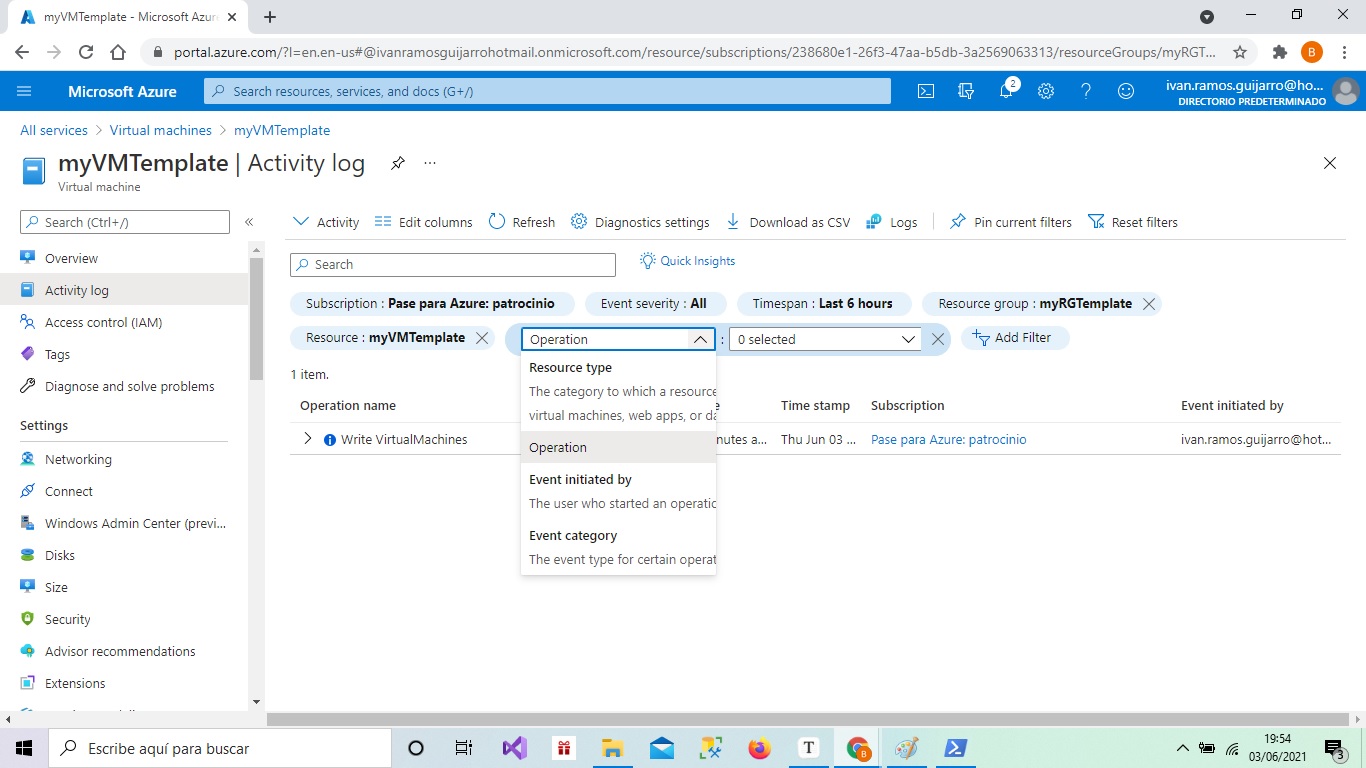 myVMTemplate - Microsoft Azur
portal.azure.com/?l=en.en-us#@ivanramosguijarrohotmail.onmicrosoft.com/resource/subscriptions/238680e1-26f3-47aa-b5db-3a2569063313/resourceGroups/myRGT...
B
Microsoft Azure
Search resources, services, and docs (G+/)
2
ivan.ramos.guijarro@ho...
DIRECTORIO PREDETERMINADO
All services > Virtual machines > myVMTemplate
myVMTemplate | Activity log
Virtual machine
Search (Ctrl+/)
Overview
Activity log
Access control (IAM)
Tags
Diagnose and solve problems
Settings
Networking
Connect
Windows Admin Center (previ...
Disks
Size
Security
Advisor recommendations
Extensions
Activity
Edit columns
Refresh
Diagnostics settings
Download as CSV
Logs
Pin current filters
Reset filters
Search
Quick Insights
Subscription : Pase para Azure: patrocinio
Event severity : All
Timespan : Last 6 hours
Resource group : myRGTemplate
Resource : myVMTemplate
Operation
:
0 selected
Add Filter
Resource type
The category to which a resource
virtual machines, web apps, or da
Operation
Event initiated by
The user who started an operatio
Event category
The event type for certain operat
1 item.
Operation name
Time stamp
Subscription
Event initiated by
Write VirtualMachines
nutes a...
Thu Jun 03 ...
Pase para Azure: patrocinio
ivan.ramos.guijarro@hot...
Escribe aquí para buscar
T
B
19:54
03/06/2021
3